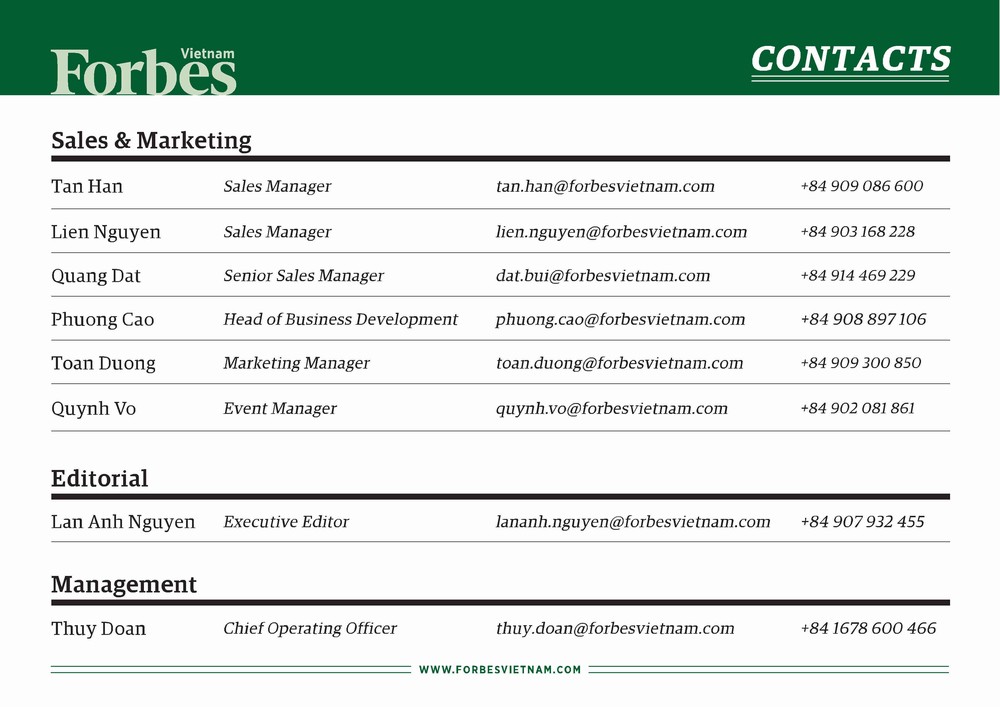 Forbes Vietnam
CONTACTS
Sales & Marketing
Tan Han Sales Manager tan.han@forbesvietnam.com +84 909 086 600
Lien Nguyen Sales Manager lien.nguyen@forbesvietnam.com +84 903 168 228
Quang Dat Senior Sales Manager dat.bui@forbesvietnam.com +84 914 469 229
Phuong Cao Head of Business Development phuong.cao@forbesvietnam.com +84 908 897 106
Toan Duong Marketing Manager toan.duong@forbesvietnam.com +84 909 300 850
Quynh Vo Event Manager quynh.vo@forbesvietnam.com +84 902 081 861
Editorial
Lan Anh Nguyen Executive Editor lananh.nguyen@forbesvietnam.com +84 907 932 455
Management
Thuy Doan Chief Operating Officer thuy.doan@forbesvietnam.com +84 1678 600 466
WWW.FORBESVIETNAM.COM